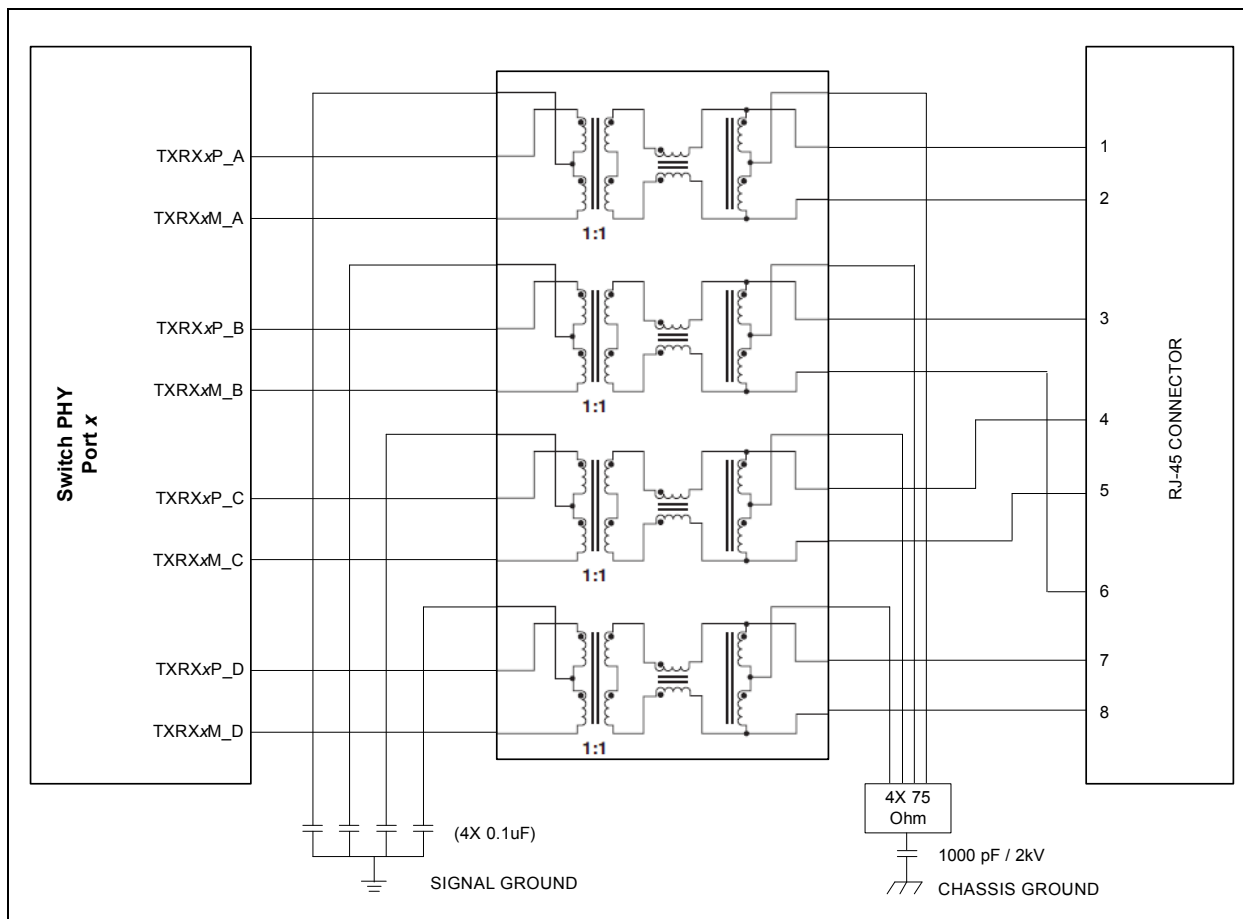 Switch PHY
Port x
TXRXxP_A
TXRXxM_A
1:1
1
2
TXRXxP_B
TXRXxM_B
1:1
3
4
TXRXxP_C
TXRXxM_C
1:1
5
6
TXRXxP_D
TXRXxM_D
1:1
7
8
RJ-45 CONNECTOR
(4X 0.1uF)
SIGNAL GROUND
4X 75
Ohm
1000 pF / 2kV
CHASSIS GROUND